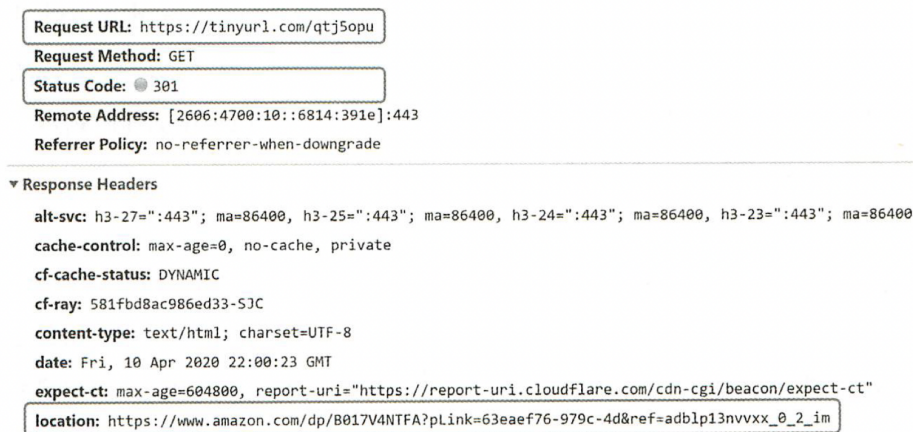 Request URL: https://tinyurl.com/qtj5opu
Request Method: GET
Status Code: 301
Remote Address: [2606:4700:10::6814:391e]:443
Referrer Policy: no-referrer-when-downgrade
▼ Response Headers
alt-svc: h3-27=":443"; ma=86400, h3-25=":443"; ma=86400, h3-24=":443"; ma=86400, h3-23=":443"; ma=86400
cache-control: max-age=0, no-cache, private
cf-cache-status: DYNAMIC
cf-ray: 581fbd8ac986ed33-SJC
content-type: text/html; charset=UTF-8
date: Fri, 10 Apr 2020 22:00:23 GMT
expect-ct: max-age=604800, report-uri="https://report-uri.cloudflare.com/cdn-cgi/beacon/expect-ct"
location: https://www.amazon.com/dp/B017V4NTFA?pLink=63eaef76-979c-4d&ref=adblp13nvvxx_0_2_im